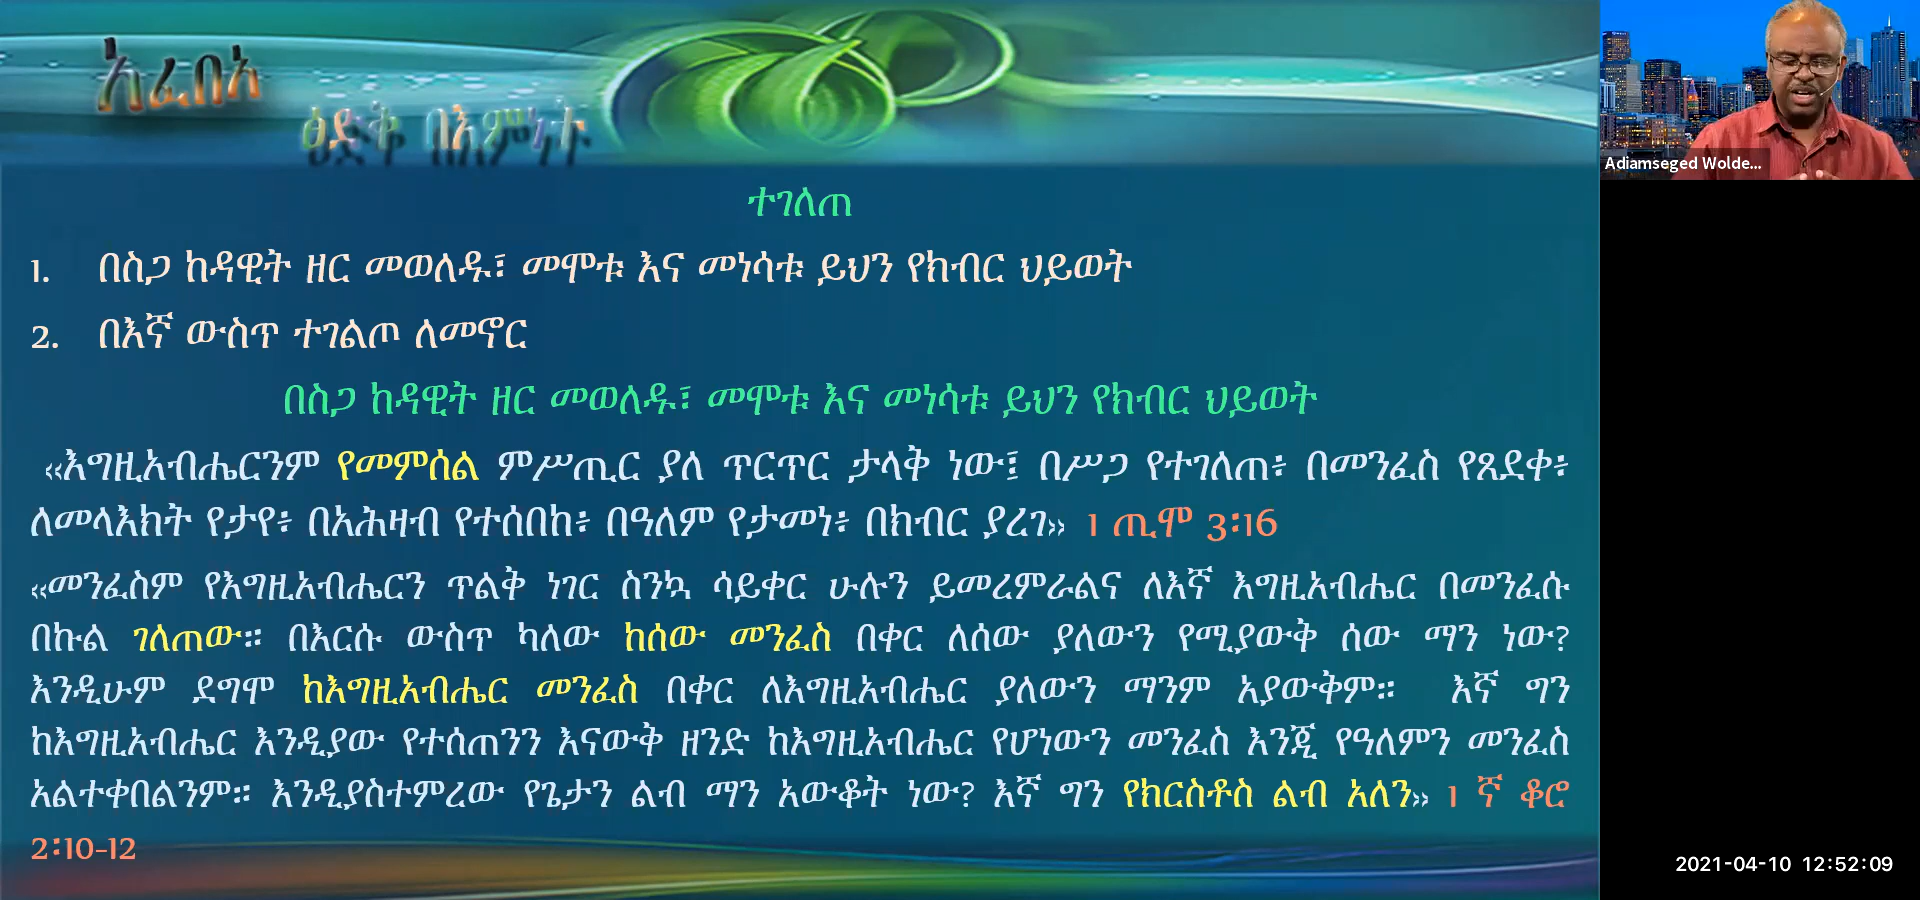 አፈበአ
ፅድቅ በእምነት
ተገለጠ
1. በስጋ ከዳዊት ዘር መወለዱ፣ መሞቱ እና መነሳቱ ይህን የክብር ህይወት
2. በእኛ ውስጥ ተገልጦ ለመኖር
በስጋ ከዳዊት ዘር መወለዱ፣ መሞቱ እና መነሳቱ ይህን የክብር ህይወት
‹‹እግዚአብሔርንም የመምሰል ምሥጢር ያለ ጥርጥር ታላቅ ነው፤ በሥጋ የተገለጠ፥ በመንፈስ የጸደቀ፥
ለመላእክት የታየ፥ በአሕዛብ የተሰበከ፥ በዓለም የታመነ፥ በክብር ያረገ›› 1 ጢሞ 3፡16
‹‹መንፈስም የእግዚአብሔርን ጥልቅ ነገር ስንኳ ሳይቀር ሁሉን ይመረምራልና ለእኛ እግዚአብሔር በመንፈሱ
በኩል ገለጠው። በእርሱ ውስጥ ካለው ከሰው መንፈስ በቀር ለሰው ያለውን የሚያውቅ ሰው ማን ነው?
እንዲሁም ደግሞ ከእግዚአብሔር መንፈስ በቀር ለእግዚአብሔር ያለውን ማንም አያውቅም። እኛ ግን
ከእግዚአብሔር እንዲያው የተሰጠንን እናውቅ ዘንድ ከእግዚአብሔር የሆነውን መንፈስ እንጂ የዓለምን መንፈስ
አልተቀበልንም። እንዲያስተምረው የጌታን ልብ ማን አውቆት ነው? እኛ ግን የክርስቶስ ልብ አለን›› 1 ኛ ቆሮ
2፡10-12
Adiamseged Wolde...
2021-04-10 12:52:09